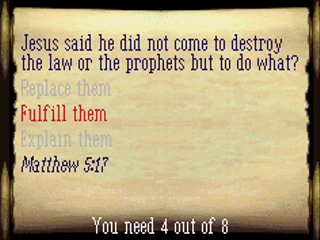 Jesus said he did not come to destroy
the law or the prophets but to do what?
Replace them
Fulfill them
Explain them
Matthew 5:17
You need 4 out of 8